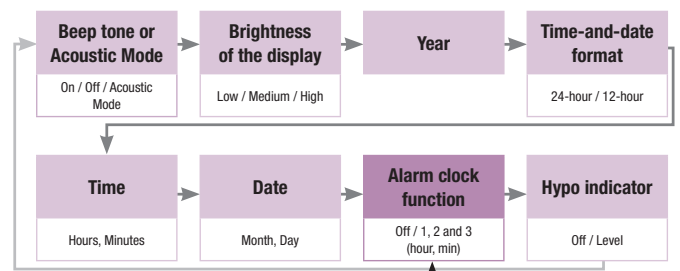 Beep tone or
Acoustic Mode
On / Off / Acoustic
Mode
Brightness
of the display
Low / Medium / High
Year
Time-and-date
format
24-hour / 12-hour
Time
Hours, Minutes
Date
Month, Day
Alarm clock
function
Off / 1, 2 and 3
(hour, min)
Hypo indicator
Off / Level